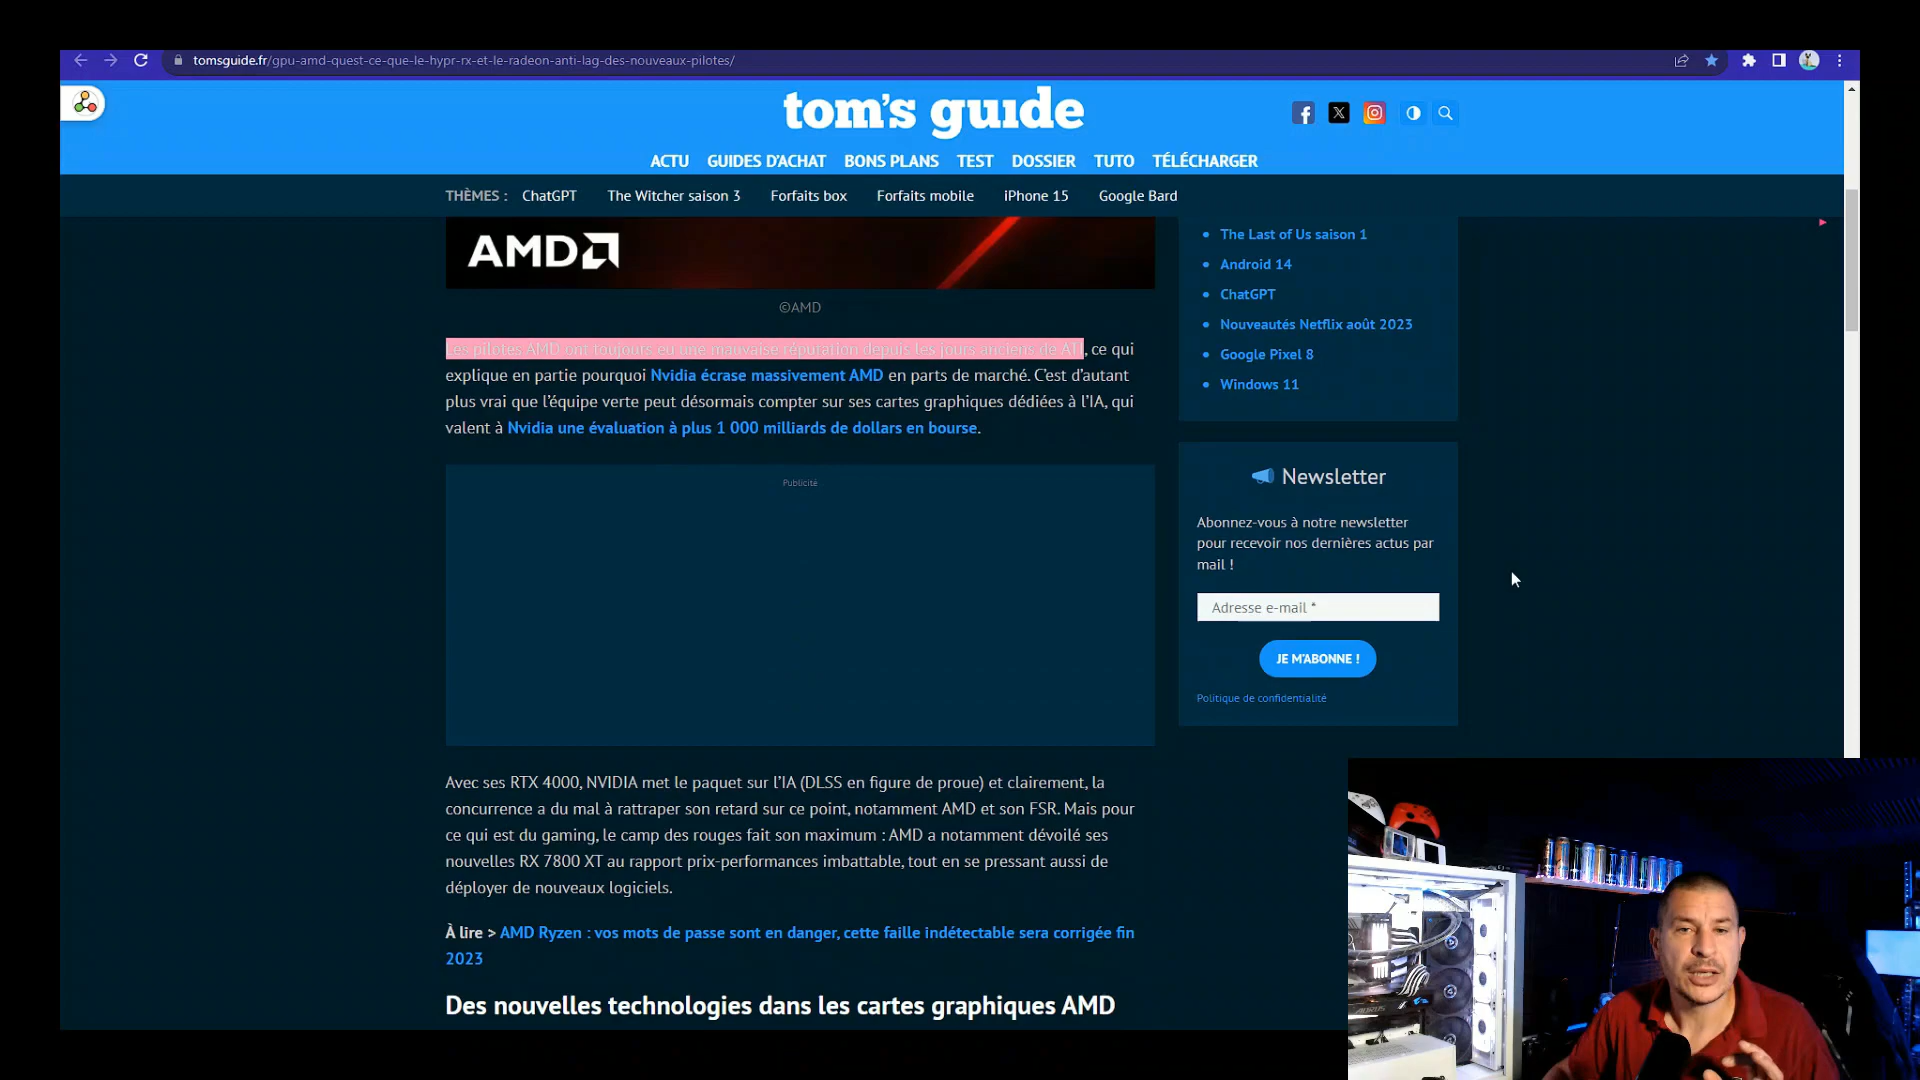 tomsguide.fr/gpu-amd-quest-ce-que-le-hypr-rx-et-le-radeon-anti-lag-des-nouveaux-pilotes/
tom's guide
ACTU GUIDES D'ACHAT BONS PLANS TEST DOSSIER TUTO TÉLÉCHARGER
THÈMES : ChatGPT The Witcher saison 3 Forfaits box Forfaits mobile iPhone 15 Google Bard
AMD
©AMD
Les pilotes AMD ont toujours eu une mauvaise réputation depuis les jours anciens de ATI, ce qui
explique en partie pourquoi Nvidia écrase massivement AMD en parts de marché. C'est d'autant
plus vrai que l'équipe verte peut désormais compter sur ses cartes graphiques dédiées à l'IA, qui
valent à Nvidia une évaluation à plus 1 000 milliards de dollars en bourse.
Publicité
Avec ses RTX 4000, NVIDIA met le paquet sur l'IA (DLSS en figure de proue) et clairement, la
concurrence a du mal à rattraper son retard sur ce point, notamment AMD et son FSR. Mais pour
ce qui est du gaming, le camp des rouges fait son maximum : AMD a notamment dévoilé ses
nouvelles RX 7800 XT au rapport prix-performances imbattable, tout en se pressant aussi de
déployer de nouveaux logiciels.
À lire > AMD Ryzen : vos mots de passe sont en danger, cette faille indétectable sera corrigée fin
2023
Des nouvelles technologies dans les cartes graphiques AMD
The Last of Us saison 1
Android 14
ChatGPT
Nouveautés Netflix août 2023
Google Pixel 8
Windows 11
Newsletter
Abonnez-vous à notre newsletter
pour recevoir nos dernières actus par
mail !
Adresse e-mail *
JE M'ABONNE !
Politique de confidentialité